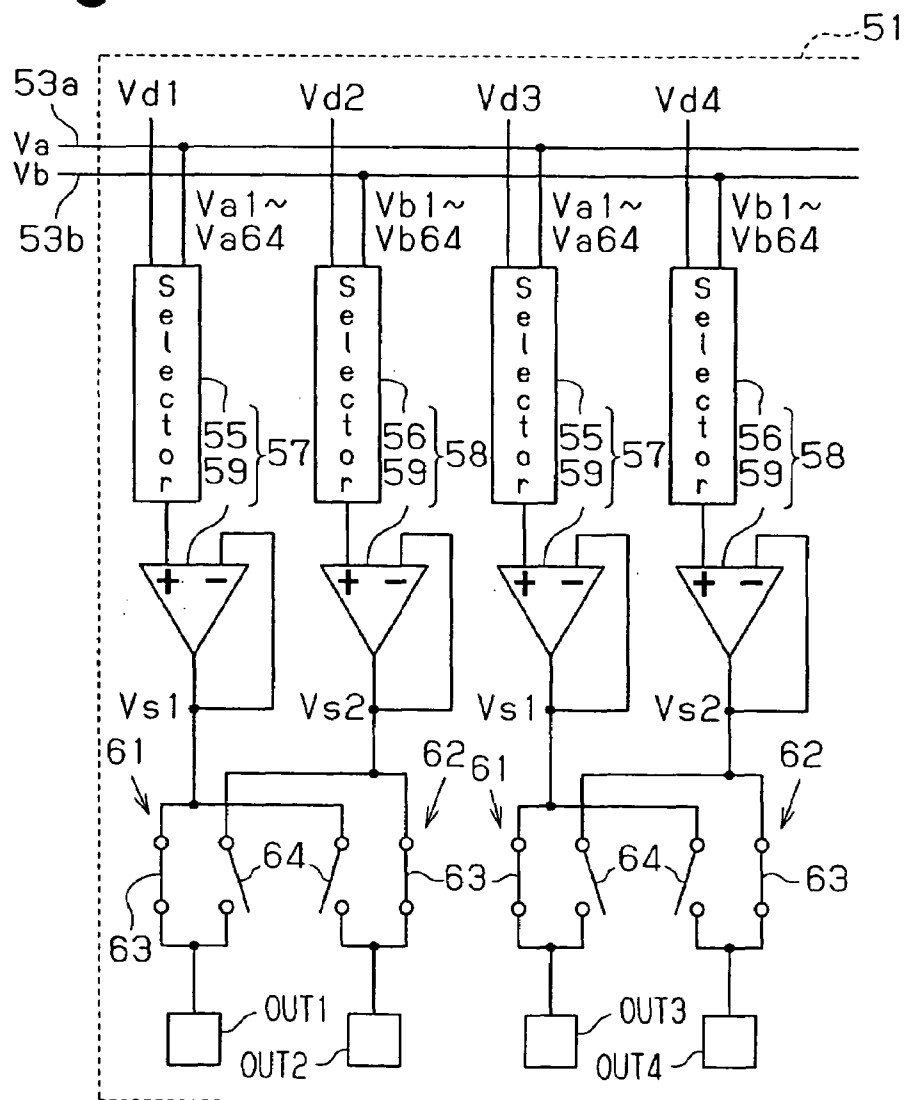 51
53a
Vd1 Vd2 Vd3 Vd4
Va
Vb
53b
Va1~ Vb1~ Va1~ Vb1~
Va64 Vb64 Va64 Vb64
Selector Selector Selector Selector
55 56 55 56
59 }57 59 }58 59 }57 59 }58
+ − + − + − + −
Vs1 Vs2 Vs1 Vs2
61 62 61 62
64 64
63 63 63
63
OUT1 OUT2 OUT3 OUT4